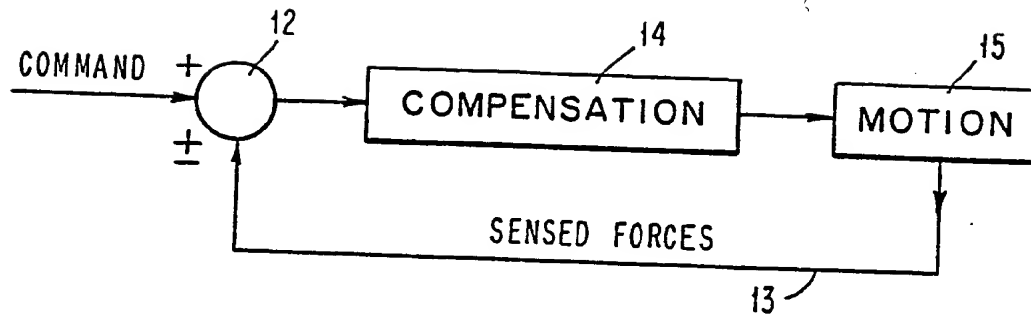 12
14
15
COMMAND
+
±
COMPENSATION
MOTION
SENSED FORCES
13